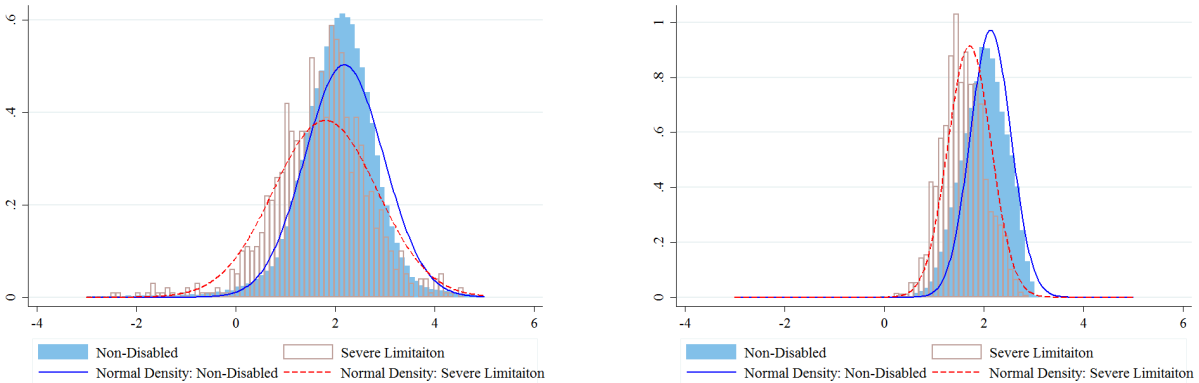 .6
.4
.2
0
-4 -2 0 2 4 6
Non-Disabled Severe Limitaiton
Normal Density: Non-Disabled Normal Density: Severe Limitaiton
1
.8
.6
.4
.2
0
-4 -2 0 2 4 6
Non-Disabled Severe Limitaiton
Normal Density: Non-Disabled Normal Density: Severe Limitaiton